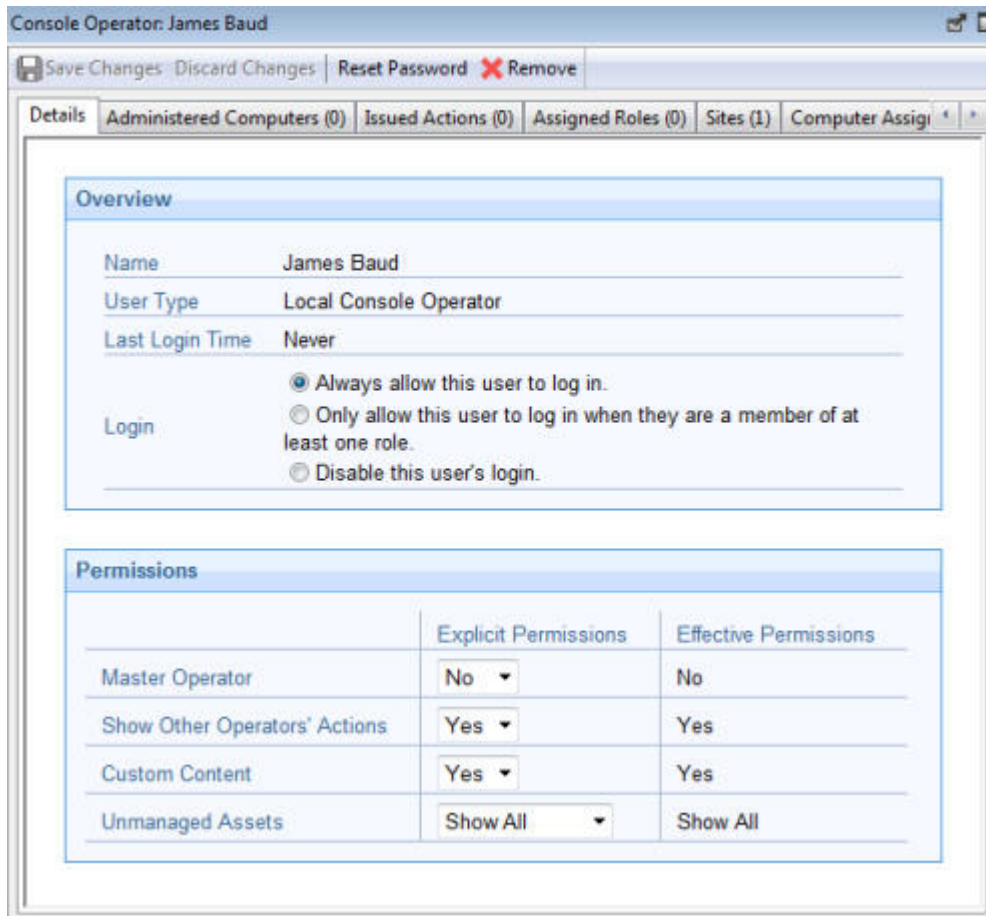 Console Operator: James Baud
Save Changes Discard Changes Reset Password Remove
Details Administered Computers (0) Issued Actions (0) Assigned Roles (0) Sites (1) Computer
Overview
Name James Baud
User Type Local Console Operator
Last Login Time Never
Always allow this user to log in.
Login Only allow this user to log in when they are a member of at
least one role.
Disable this user's login.
Permissions
Explicit Permissions Effective Permissions
Master Operator No No
Show Other Operators' Actions Yes Yes
Custom Content Yes Yes
Unmanaged Assets Show All Show All